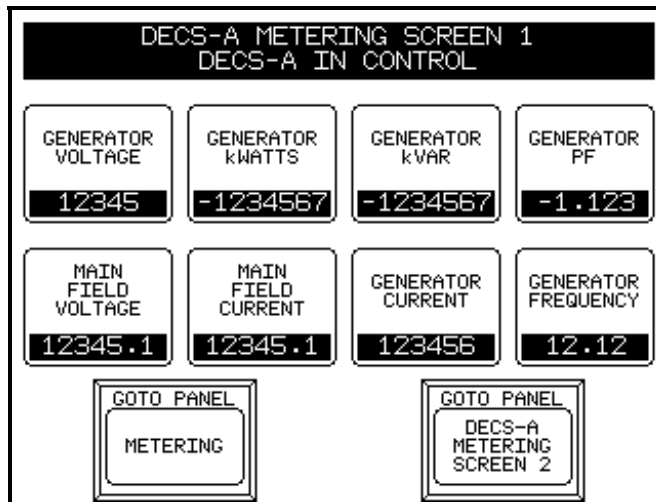 DECS-A METERING SCREEN 1
DECS-A IN CONTROL
GENERATOR
VOLTAGE
12345
GENERATOR
kWATTS
-1234567
GENERATOR
kVAR
-1234567
GENERATOR
PF
-1.123
MAIN
FIELD
VOLTAGE
12345.1
MAIN
FIELD
CURRENT
12345.1
GENERATOR
CURRENT
123456
GENERATOR
FREQUENCY
12.12
GOTO PANEL
METERING
GOTO PANEL
DECS-A
METERING
SCREEN 2